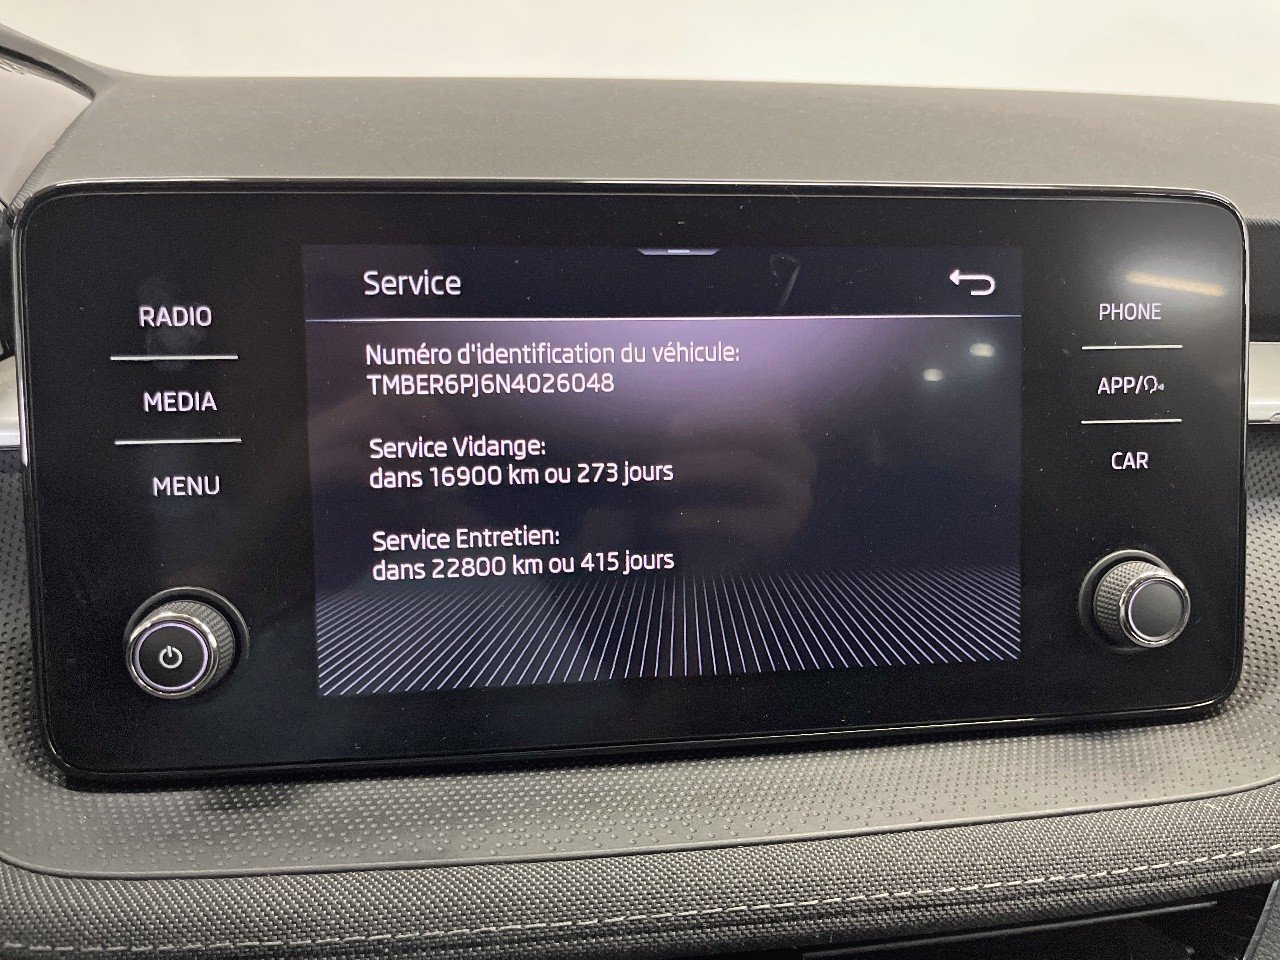 Service
RADIO
MEDIA
MENU
Numéro d'identification du véhicule:
TMBER6PJ6N4026048
Service Vidange:
dans 16900 km ou 273 jours
Service Entretien:
dans 22800 km ou 415 jours
PHONE
APP/
CAR